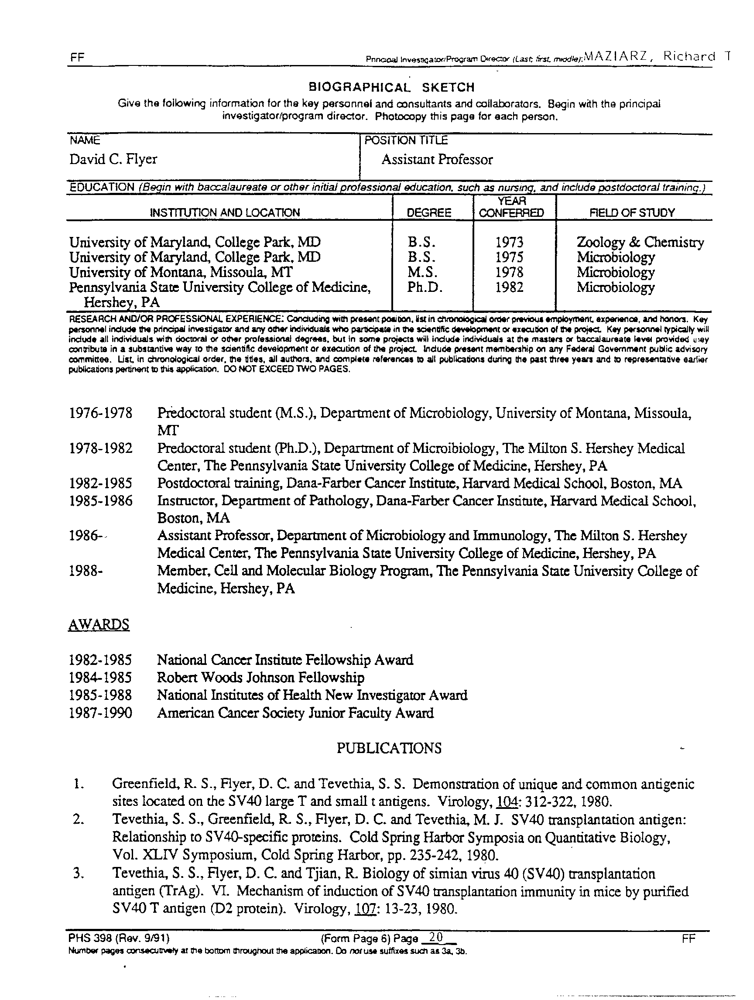 FF
Principal Investigator/Program Director (Last, first, middle): MAZIARZ, Richard T
BIOGRAPHICAL SKETCH
Give the following information for the key personnel and consultants and collaborators. Begin with the principal
investigator/program director. Photocopy this page for each person.
NAME
POSITION TITLE
David C. Flyer
Assistant Professor
EDUCATION (Begin with baccalaureate or other initial professional education, such as nursing, and include postdoctoral training.)
INSTITUTION AND LOCATION
DEGREE
YEAR
CONFERRED
FIELD OF STUDY
University of Maryland, College Park, MD B.S. 1973 Zoology & Chemistry
University of Maryland, College Park, MD B.S. 1975 Microbiology
University of Montana, Missoula, MT M.S. 1978 Microbiology
Pennsylvania State University College of Medicine, Ph.D. 1982 Microbiology
Hershey, PA
RESEARCH AND/OR PROFESSIONAL EXPERIENCE: Concluding with present position, list in chronological order previous employment, experience, and honors. Key
personnel include the principal investigator and any other individuals who participate in the scientific development or execution of the project. Key personnel typically will
include all individuals with doctoral or other professional degrees, but in some projects will include individuals at the masters or baccalaureate level provided they
contribute in a substantive way to the scientific development or execution of the project. Include present membership on any Federal Government public advisory
committee. List, in chronological order, the titles, all authors, and complete references to all publications during the past three years and to representative earlier
publications pertinent to this application. DO NOT EXCEED TWO PAGES.
1976-1978 Predoctoral student (M.S.), Department of Microbiology, University of Montana, Missoula,
MT
1978-1982 Predoctoral student (Ph.D.), Department of Microibiology, The Milton S. Hershey Medical
Center, The Pennsylvania State University College of Medicine, Hershey, PA
1982-1985 Postdoctoral training, Dana-Farber Cancer Institute, Harvard Medical School, Boston, MA
1985-1986 Instructor, Department of Pathology, Dana-Farber Cancer Institute, Harvard Medical School,
Boston, MA
1986- Assistant Professor, Department of Microbiology and Immunology, The Milton S. Hershey
Medical Center, The Pennsylvania State University College of Medicine, Hershey, PA
1988- Member, Cell and Molecular Biology Program, The Pennsylvania State University College of
Medicine, Hershey, PA
AWARDS
1982-1985 National Cancer Institute Fellowship Award
1984-1985 Robert Woods Johnson Fellowship
1985-1988 National Institutes of Health New Investigator Award
1987-1990 American Cancer Society Junior Faculty Award
PUBLICATIONS
1. Greenfield, R. S., Flyer, D. C. and Tevethia, S. S. Demonstration of unique and common antigenic
sites located on the SV40 large T and small t antigens. Virology, 104: 312-322, 1980.
2. Tevethia, S. S., Greenfield, R. S., Flyer, D. C. and Tevethia, M. J. SV40 transplantation antigen:
Relationship to SV40-specific proteins. Cold Spring Harbor Symposia on Quantitative Biology,
Vol. XLIV Symposium, Cold Spring Harbor, pp. 235-242, 1980.
3. Tevethia, S. S., Flyer, D. C. and Tjian, R. Biology of simian virus 40 (SV40) transplantation
antigen (TrAg). VI. Mechanism of induction of SV40 transplantation immunity in mice by purified
SV40 T antigen (D2 protein). Virology, 107: 13-23, 1980.
PHS 398 (Rev. 9/91) (Form Page 6) Page 20 FF
Number pages consecutively at the bottom throughout the application. Do not use suffixes such as 3a, 3b.